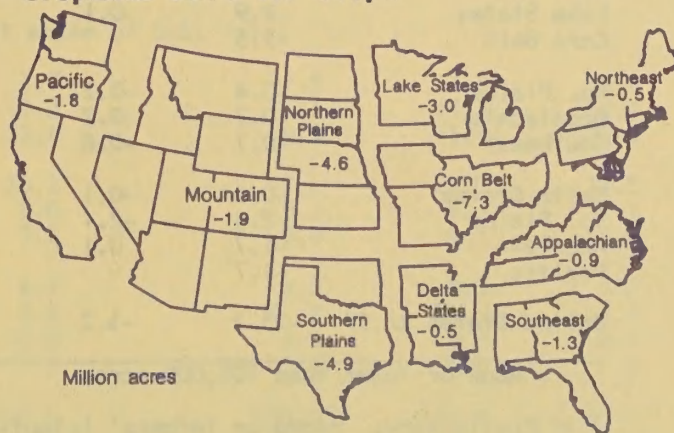 Pacific
-1.8
Mountain
-1.9
Northern
Plains
-4.6
Southern
Plains
-4.9
Lake States
-3.0
Corn Belt
-7.3
Delta
States
-0.5
Northeast
-0.5
Appalachian
-0.9
Southeast
-1.3
Million acres